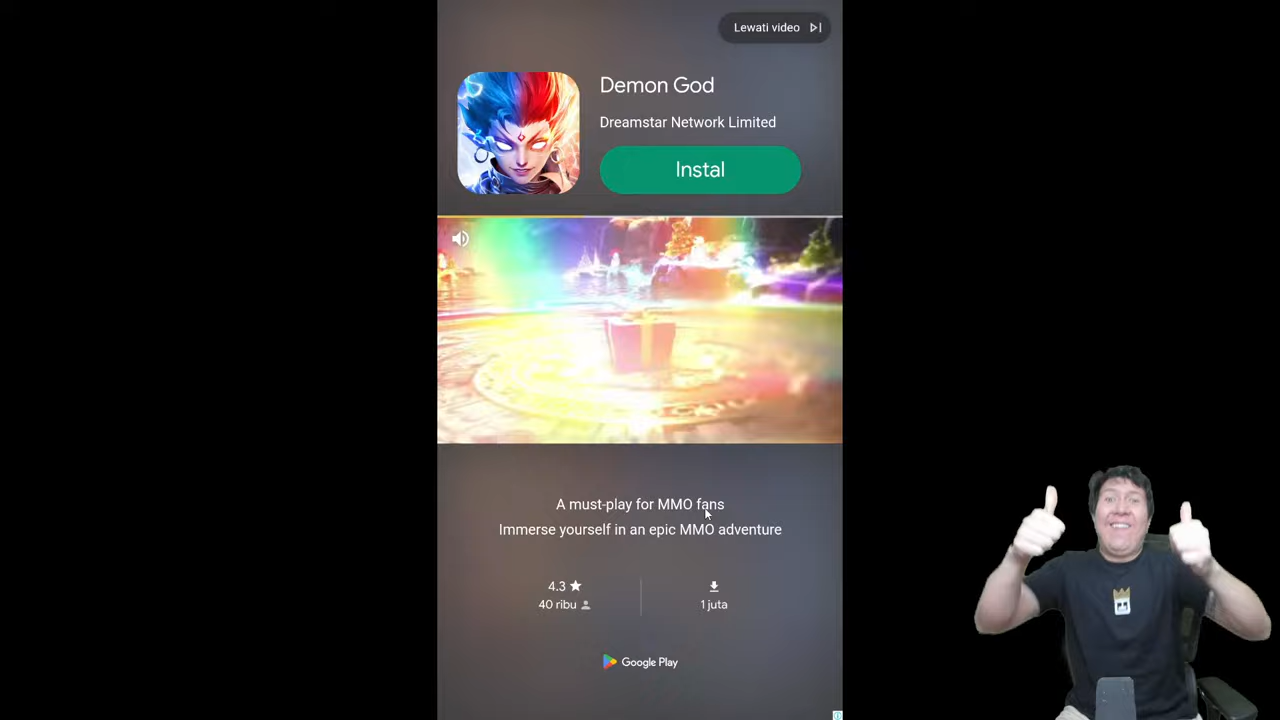 Lewati video
Demon God
Dreamstar Network Limited
Instal
A must-play for MMO fans
Immerse yourself in an epic MMO adventure
4.3
40 ribu
1 juta
Google Play